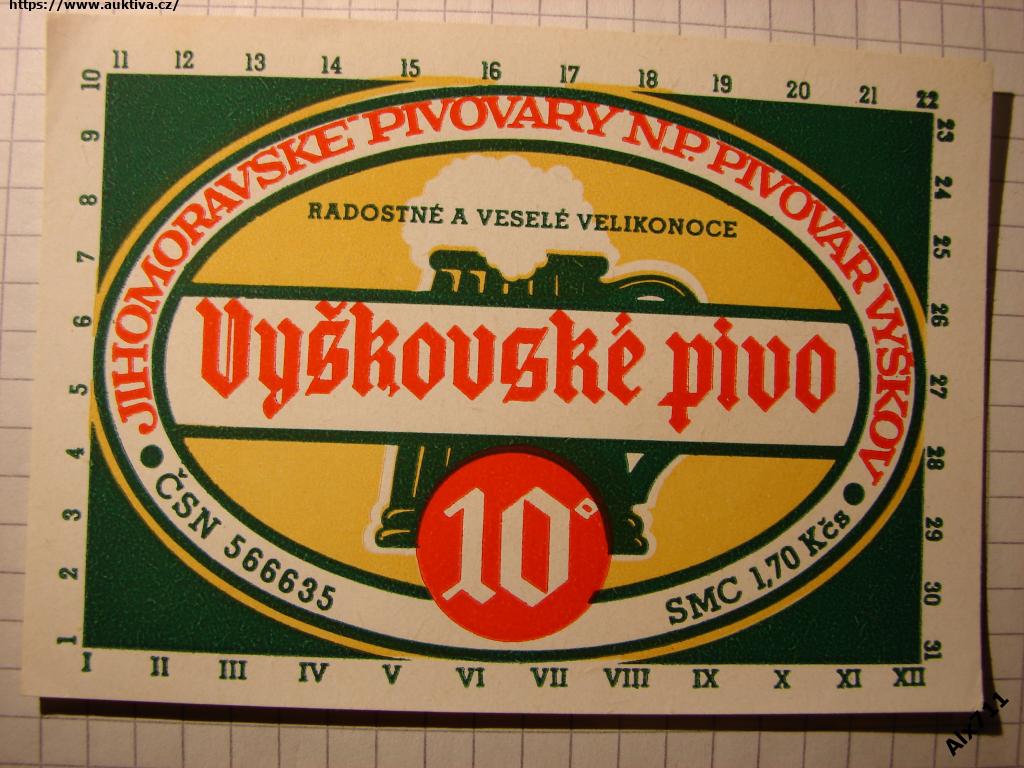 https://www.auktiva.cz/
11 12 13 14 15 16 17 18 19 20 21 22
10 9 8 7 6 5 4 3 2 1
23 24 25 26 27 28 29 30 31
JIHOMORAVSKÉ PIVOVARY N.P. PIVOVAR VYŠKOV
RADOSTNÉ A VESELÉ VELIKONOCE
Vyškovské pivo
10°
ČSN 566635
SMC 1,70 Kčs
I II III IV V VI VII VIII IX X XI XII
Alx711